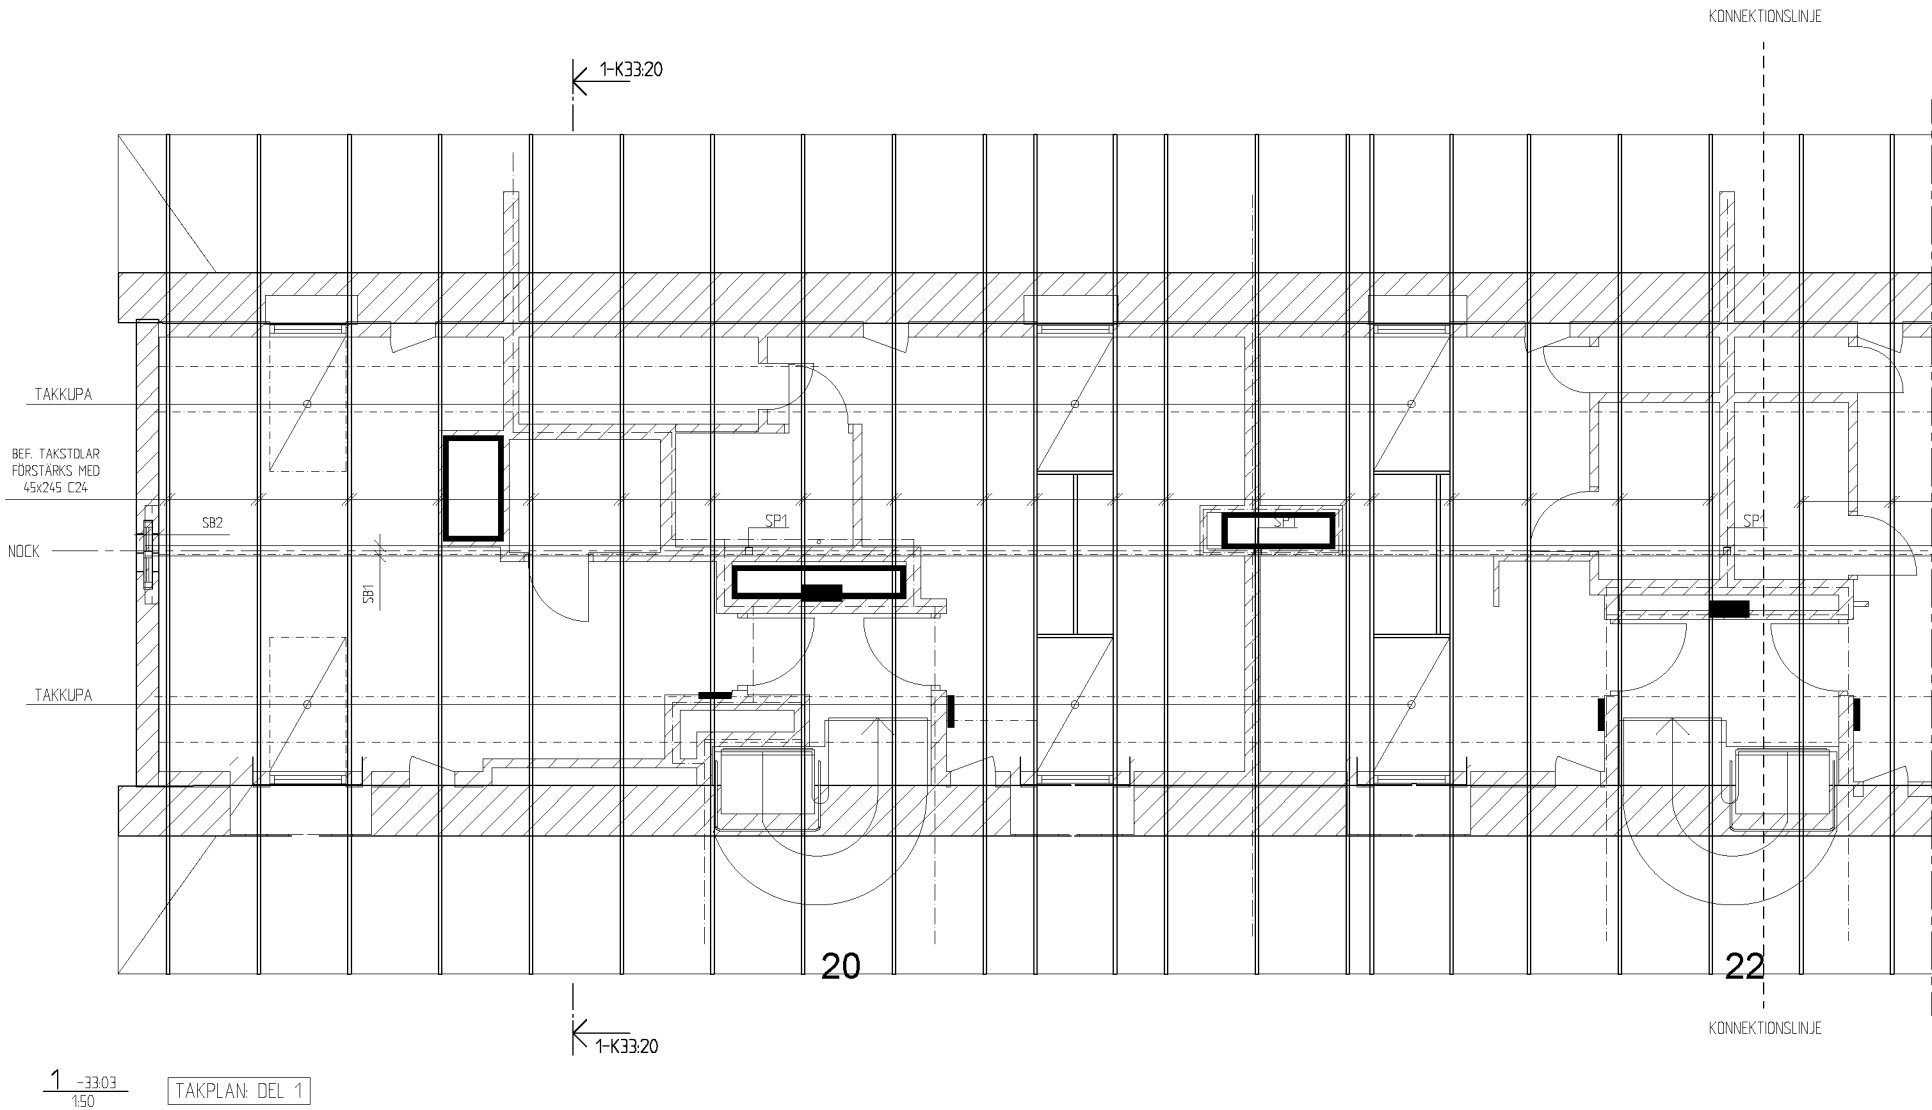 KONNEKTIONSLINJE
1-K33:20
TAKKUPA
BEF. TAKSTOLAR
FÖRSTÄRKS MED
45x245 C24
SB2
SP1
SP1
SP1
NOCK
SB1
TAKKUPA
20
22
KONNEKTIONSLINJE
1-K33:20
1 -33:03
1:50
TAKPLAN: DEL 1